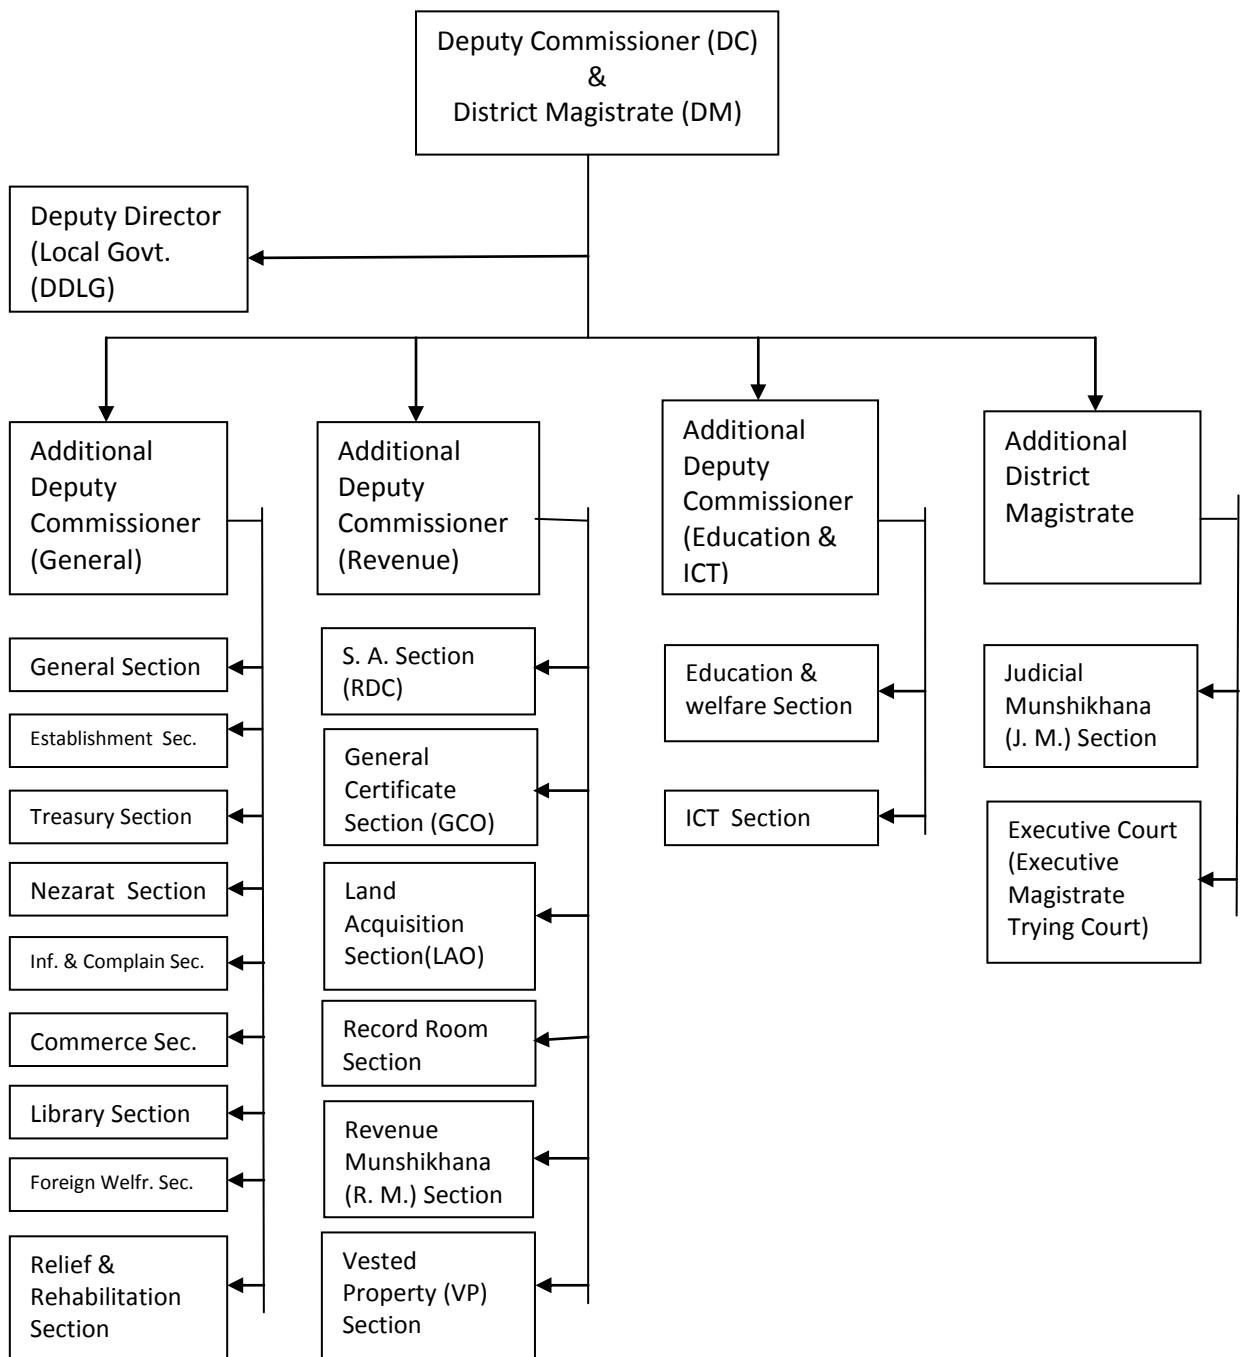 Deputy Commissioner (DC)
&
District Magistrate (DM)
Deputy Director
(Local Govt.
(DDLG)
Additional
Deputy
Commissioner
(General)
General Section
Establishment Sec.
Treasury Section
Nezarat Section
Inf. & Complain Sec.
Commerce Sec.
Library Section
Foreign Welfr. Sec.
Relief &
Rehabilitation
Section
Additional
Deputy
Commissioner
(Revenue)
S. A. Section
(RDC)
General
Certificate
Section (GCO)
Land
Acquisition
Section(LAO)
Record Room
Section
Revenue
Munshikhana
(R. M.) Section
Vested
Property (VP)
Section
Additional
Deputy
Commissioner
(Education &
ICT)
Education &
welfare Section
ICT Section
Additional
District
Magistrate
Judicial
Munshikhana
(J. M.) Section
Executive Court
(Executive
Magistrate
Trying Court)